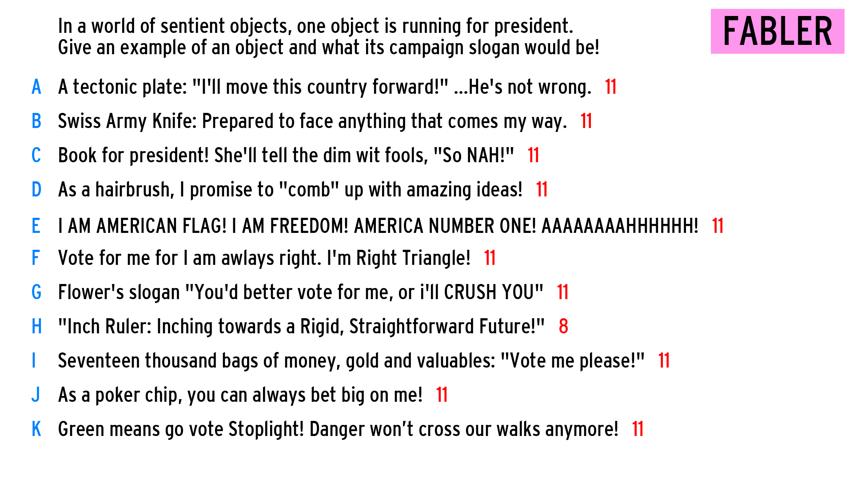 In a world of sentient objects, one object is running for president.
Give an example of an object and what its campaign slogan would be!
FABLER
A A tectonic plate: "I'll move this country forward!" ...He's not wrong. 11
B Swiss Army Knife: Prepared to face anything that comes my way. 11
C Book for president! She'll tell the dim wit fools, "So NAH!" 11
D As a hairbrush, I promise to "comb" up with amazing ideas! 11
E I AM AMERICAN FLAG! I AM FREEDOM! AMERICA NUMBER ONE! AAAAAAAAHHHHHH! 11
F Vote for me for I am awlays right. I'm Right Triangle! 11
G Flower's slogan "You'd better vote for me, or i'll CRUSH YOU" 11
H "Inch Ruler: Inching towards a Rigid, Straightforward Future!" 8
I Seventeen thousand bags of money, gold and valuables: "Vote me please!" 11
J As a poker chip, you can always bet big on me! 11
K Green means go vote Stoplight! Danger won’t cross our walks anymore! 11